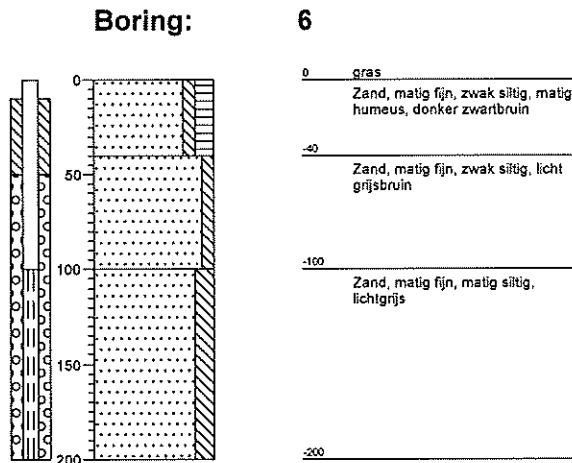 Boring: 6
0
50
100
150
200
0 gras
Zand, matig fijn, zwak siltig, matig
humeus, donker zwartbruin
-40
Zand, matig fijn, zwak siltig, licht
grijsbruin
-100
Zand, matig fijn, matig siltig,
lichtgrijs
-200